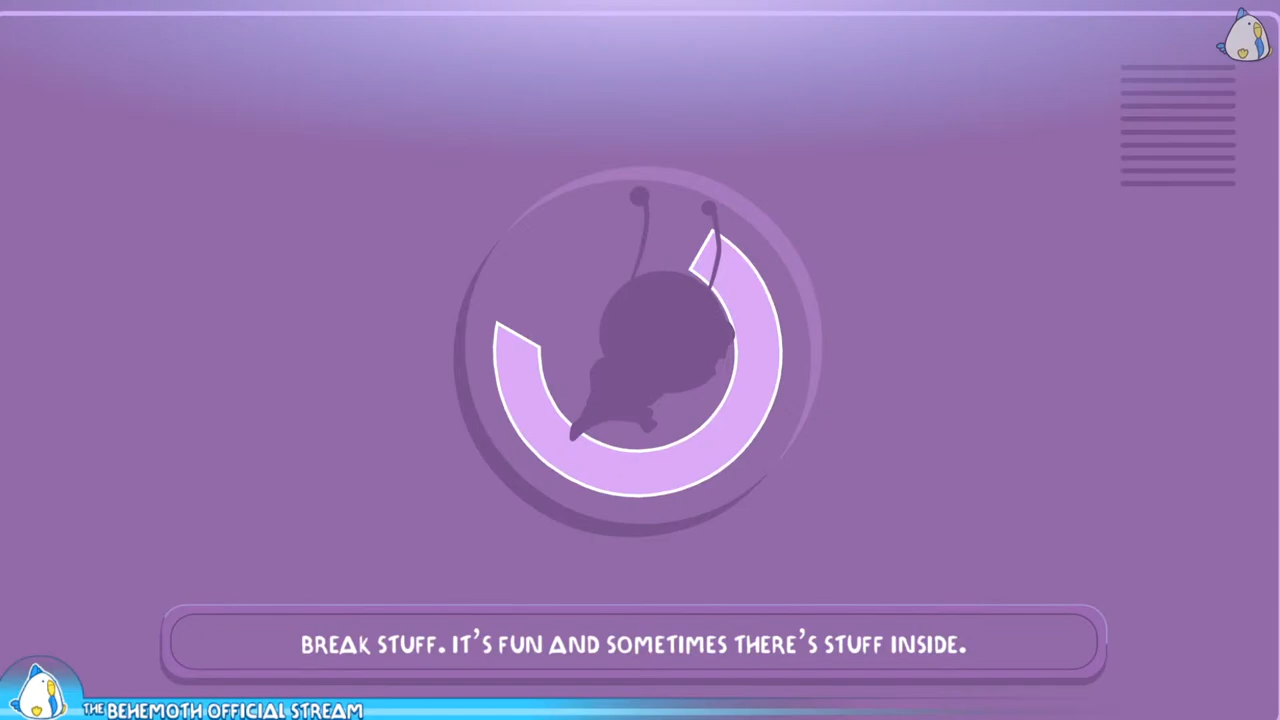 BREAK STUFF. IT'S FUN AND SOMETIMES THERE'S STUFF INSIDE.
THE BEHEMOTH OFFICIAL STREAM